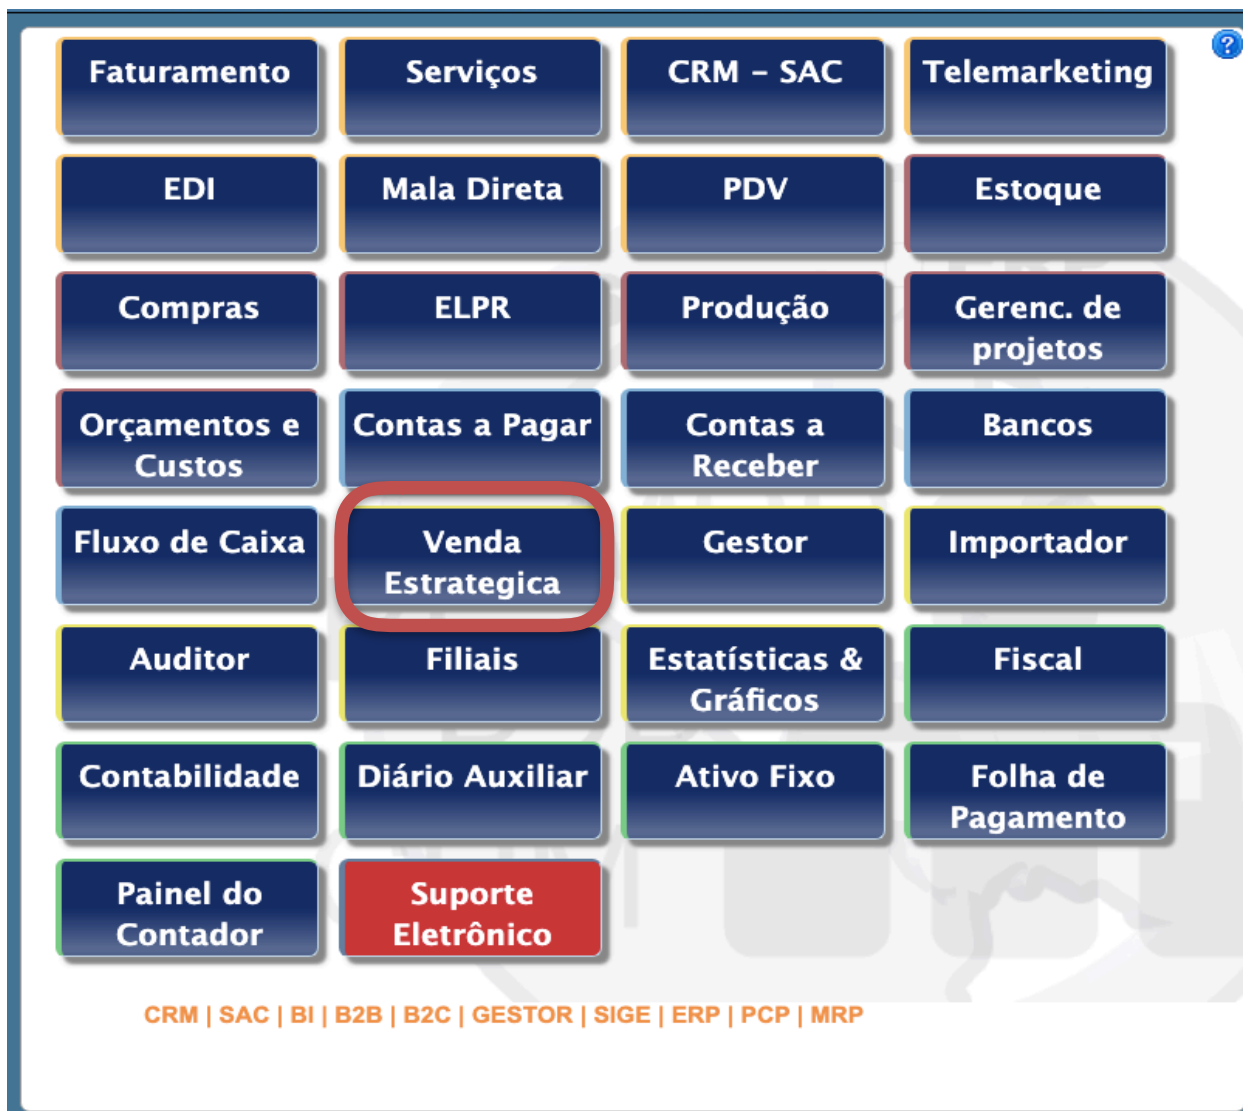 Faturamento
Serviços
CRM - SAC
Telemarketing
?
EDI
Mala Direta
PDV
Estoque
Compras
ELPR
Produção
Gerenc. de
projetos
Orçamentos e
Custos
Contas a Pagar
Contas a
Receber
Bancos
Fluxo de Caixa
Venda
Estrategica
Gestor
Importador
Auditor
Filiais
Estatísticas &
Gráficos
Fiscal
Contabilidade
Diário Auxiliar
Ativo Fixo
Folha de
Pagamento
Painel do
Contador
Suporte
Eletrônico
CRM | SAC | BI | B2B | B2C | GESTOR | SIGE | ERP | PCP | MRP